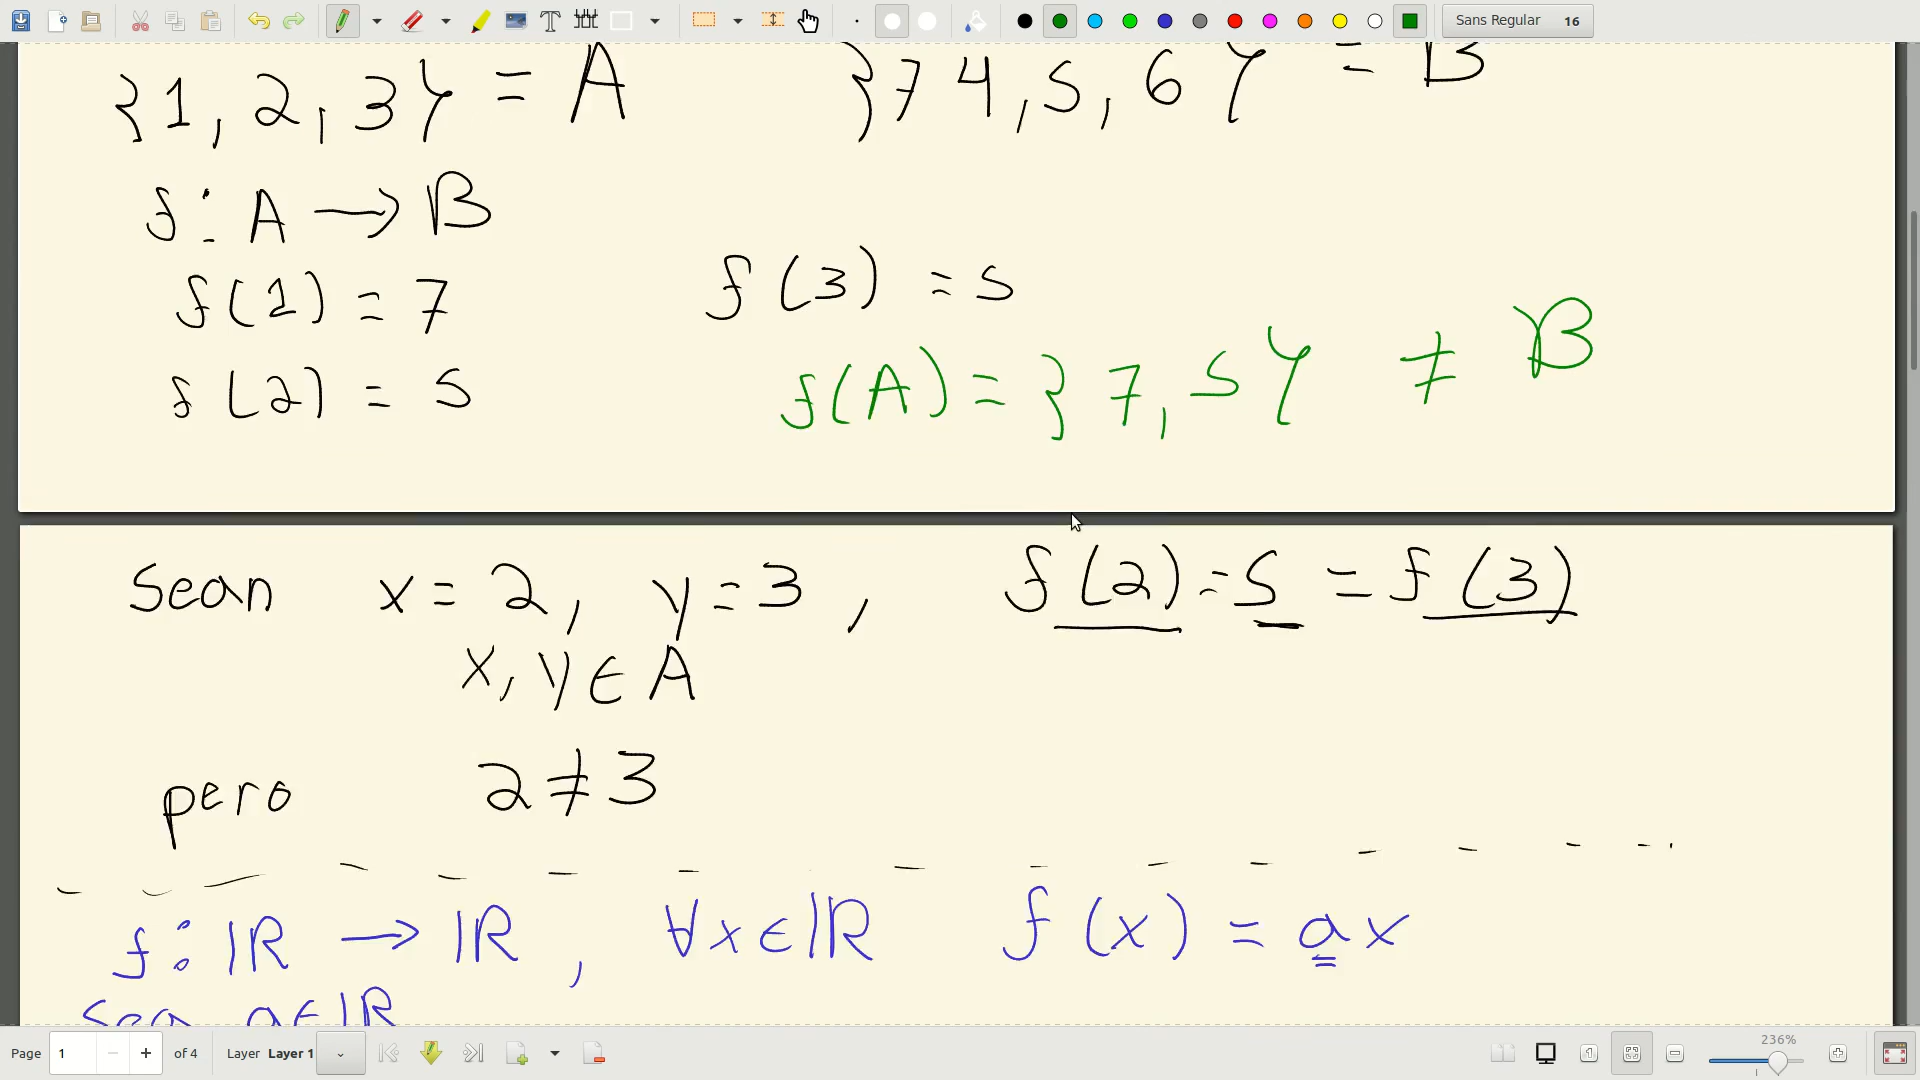 Sans Regular 16
{1, 2, 3} = A {7 4, 5, 6} = B
f : A → B
f(1) = 7 f(3) = 5
f(2) = 5 f(A) = {7, 5} ≠ B
Sean x = 2, y = 3, f(2) = 5 = f(3)
x, y ∈ A
pero 2 ≠ 3
f : ℝ → ℝ, ∀x ∈ ℝ f(x) = ax
Sea a ∈ ℝ
236%
Page 1 of 4 Layer Layer 1